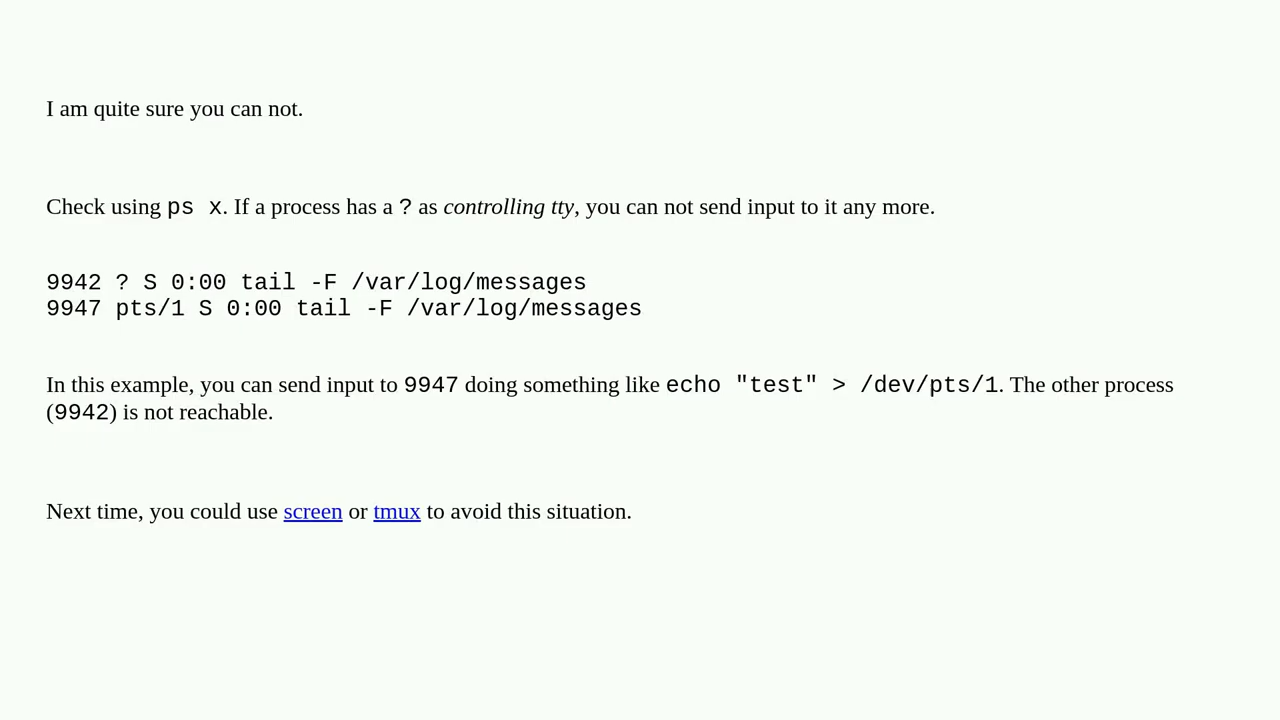 I am quite sure you can not.
Check using ps x. If a process has a ? as controlling tty, you can not send input to it any more.
9942 ? S 0:00 tail -F /var/log/messages
9947 pts/1 S 0:00 tail -F /var/log/messages
In this example, you can send input to 9947 doing something like echo "test" > /dev/pts/1. The other process
(9942) is not reachable.
Next time, you could use screen or tmux to avoid this situation.